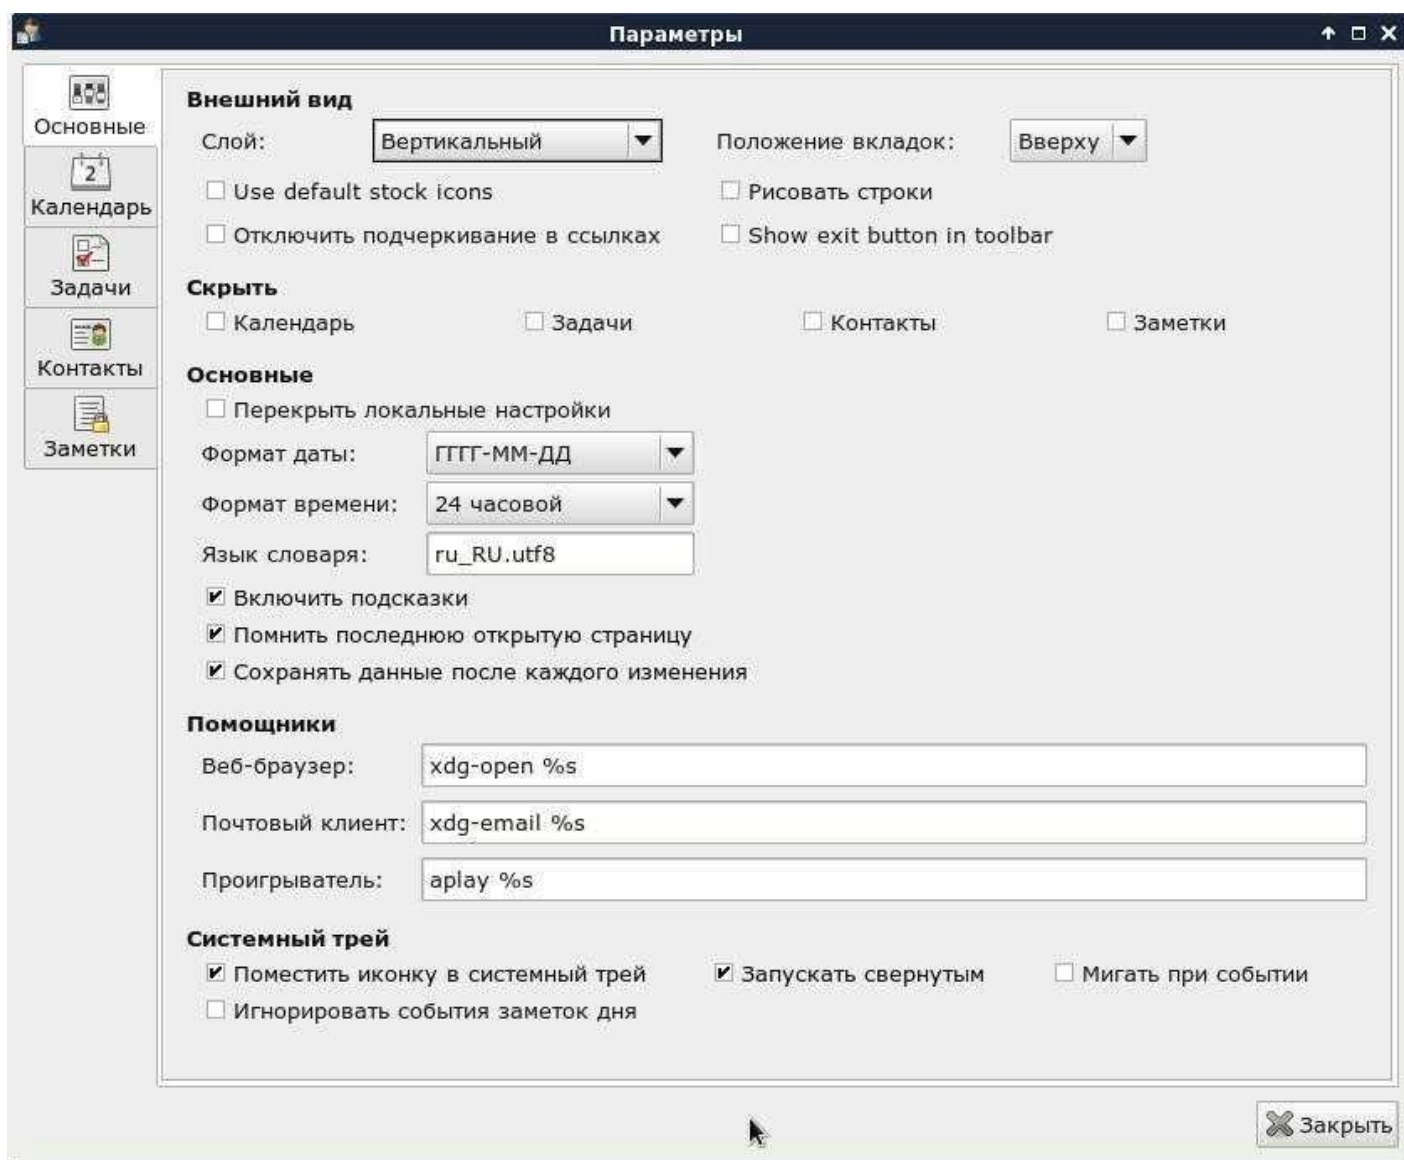 Параметры
Основные
Календарь
Задачи
Контакты
Заметки
Внешний вид
Слой: Вертикальный Положение вкладок: Вверху
Use default stock icons Рисовать строки
Отключить подчеркивание в ссылках Show exit button in toolbar
Скрыть
Календарь Задачи Контакты Заметки
Основные
Перекрыть локальные настройки
Формат даты: ГГГГ-ММ-ДД
Формат времени: 24 часовой
Язык словаря: ru_RU.utf8
Включить подсказки
Помнить последнюю открытую страницу
Сохранять данные после каждого изменения
Помощники
Веб-браузер: xdg-open %s
Почтовый клиент: xdg-email %s
Проигрыватель: aplay %s
Системный трей
Поместить иконку в системный трей Запускать свернутым Мигать при событии
Игнорировать события заметок дня
Закрыть
2